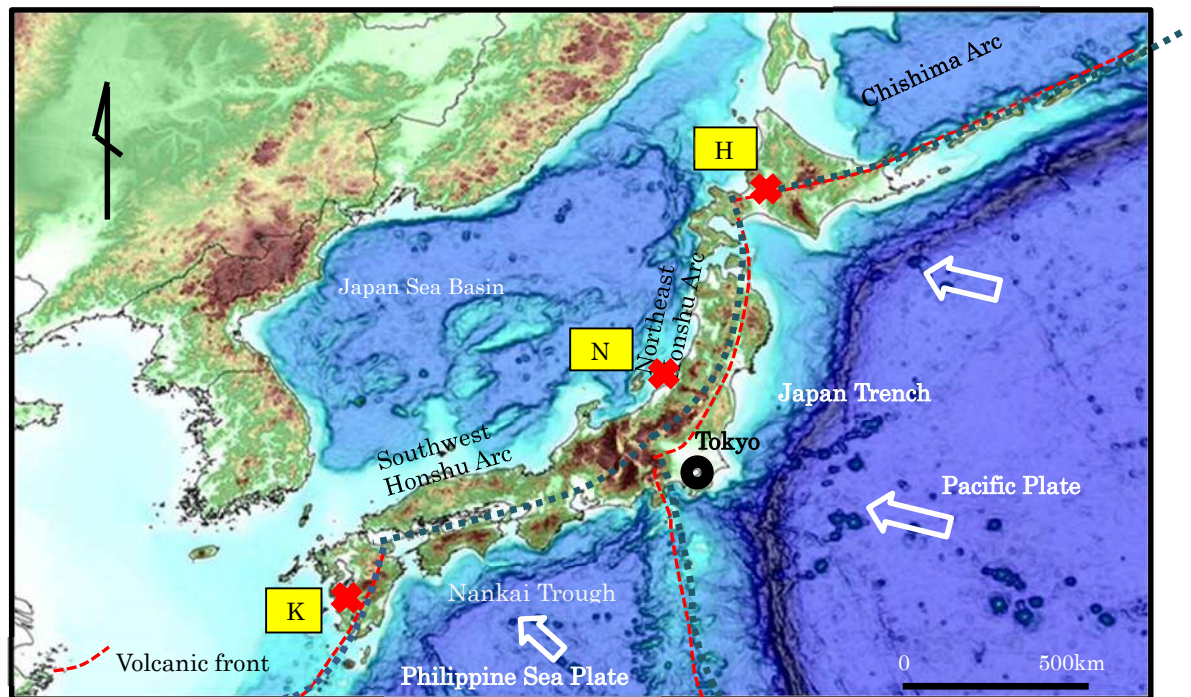 Chishima Arc
H
Japan Sea Basin
Northeast
onshu Arc
N
Japan Trench
Tokyo
Southwest
Honshu Arc
Pacific Plate
Nankai Trough
K
Volcanic front
Philippine Sea Plate
0 500km